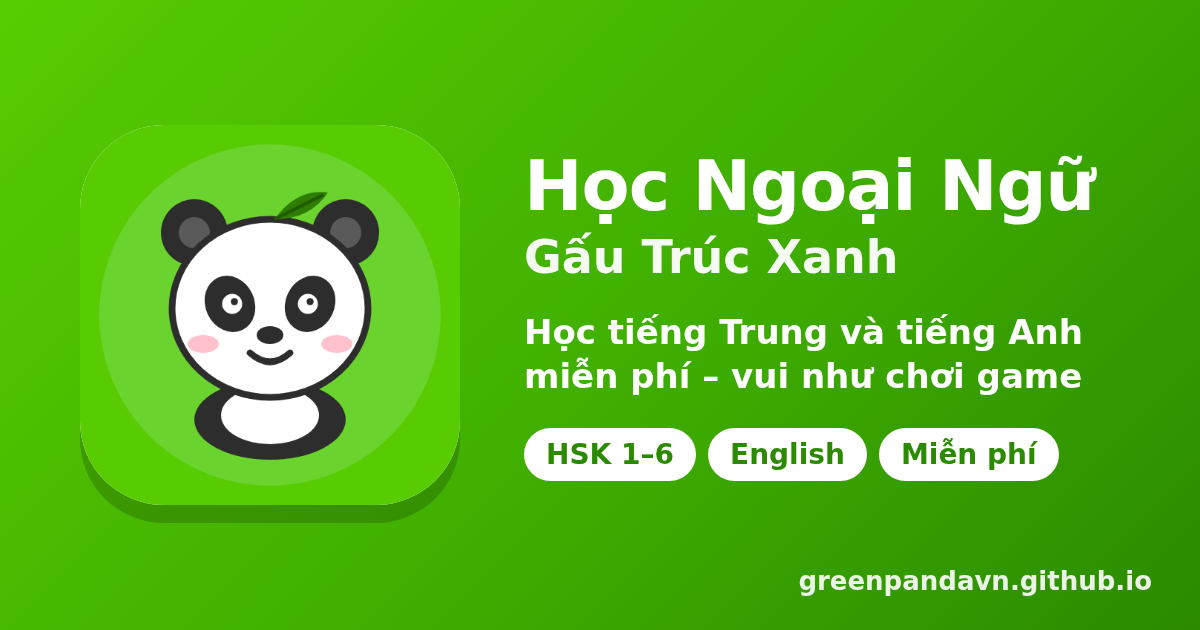 Học Ngoại Ngữ
Gấu Trúc Xanh
Học tiếng Trung và tiếng Anh
miễn phí – vui như chơi game
HSK 1–6 English Miễn phí
greenpandavn.github.io